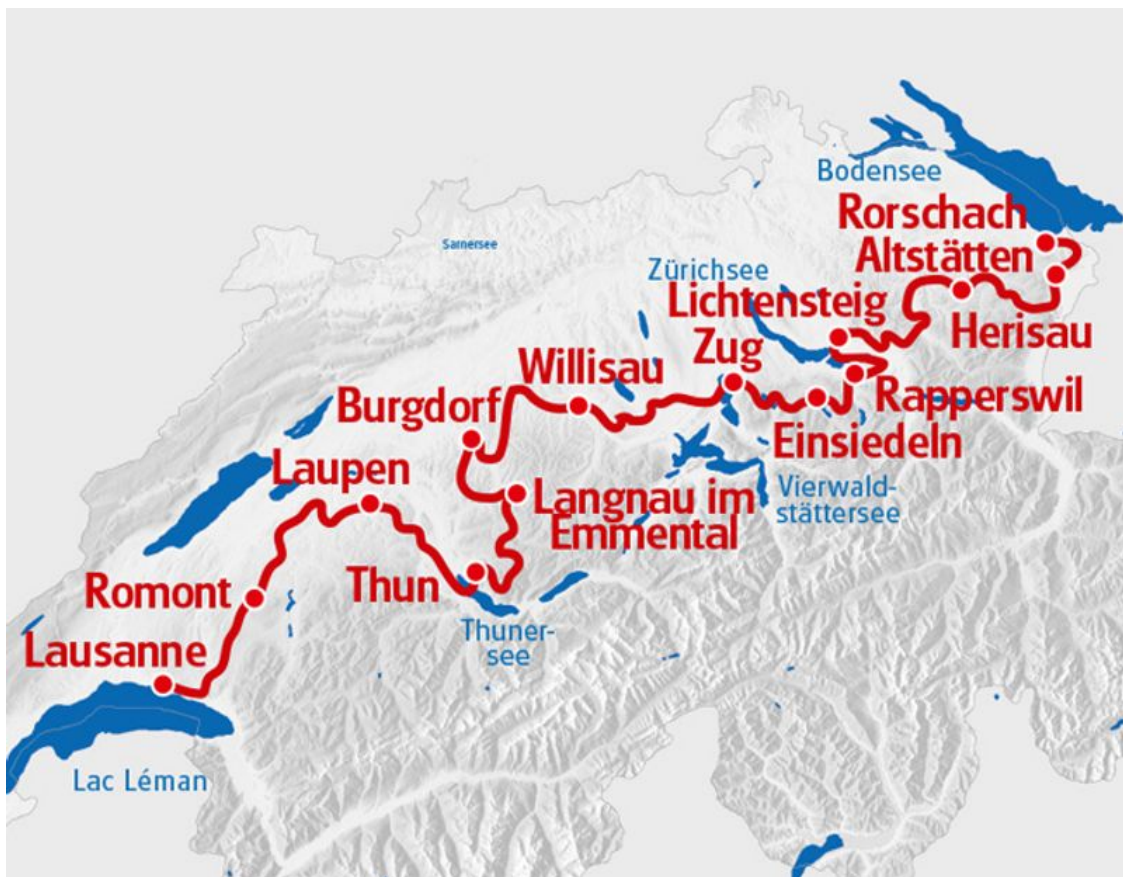 Bodensee
Rorschach
Altstätten
Sarnersee
Zürichsee
Lichtensteig
Herisau
Zug
Willisau
Rapperswil
Burgdorf
Einsiedeln
Laupen
Vierwald-
stättersee
Langnau im
Emmental
Thun
Romont
Thuner-
see
Lausanne
Lac Léman